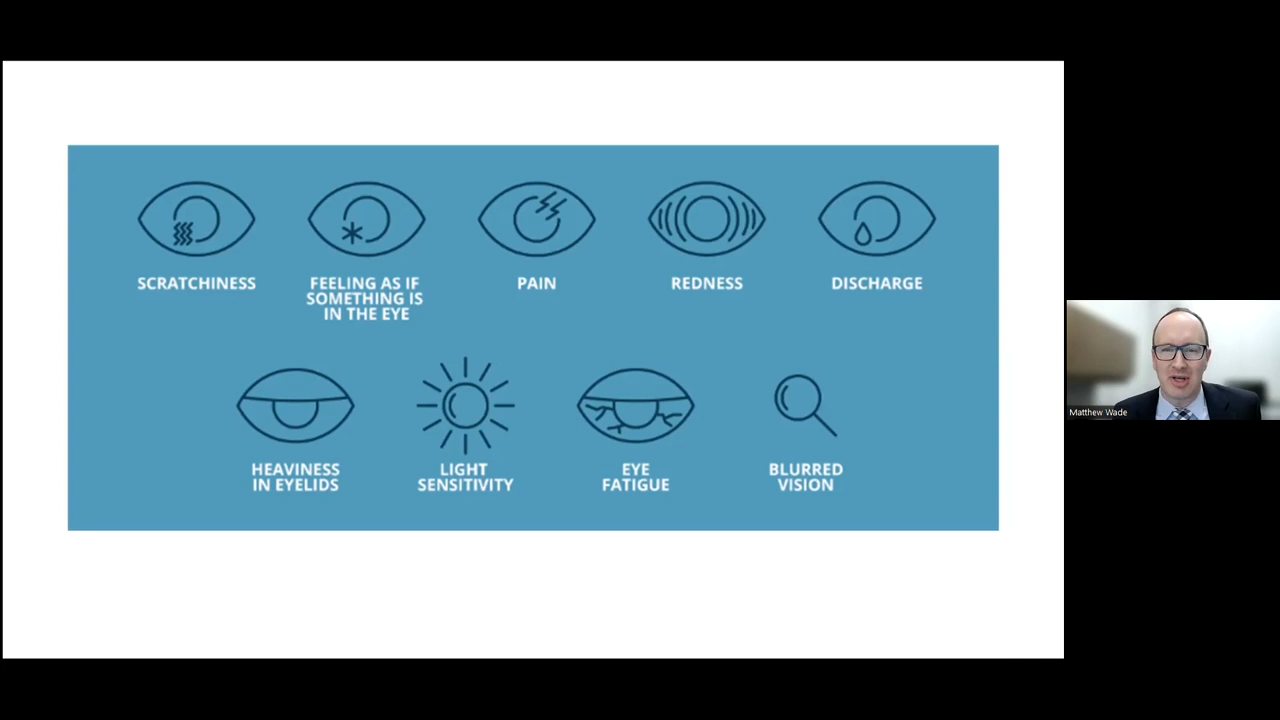 SCRATCHINESS
FEELING AS IF
SOMETHING IS
IN THE EYE
PAIN
REDNESS
DISCHARGE
HEAVINESS
IN EYELIDS
LIGHT
SENSITIVITY
EYE
FATIGUE
BLURRED
VISION
Matthew Wade